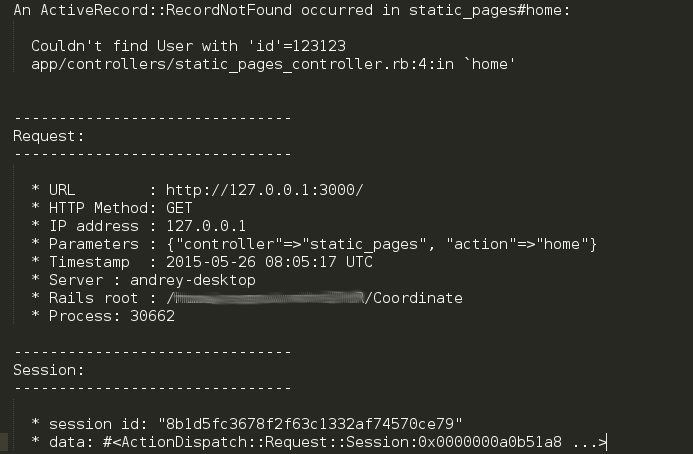 An ActiveRecord::RecordNotFound occurred in static_pages#home:
Couldn't find User with 'id'=123123
app/controllers/static_pages_controller.rb:4:in `home'
-------------------------------
Request:
-------------------------------
* URL        : http://127.0.0.1:3000/
* HTTP Method: GET
* IP address : 127.0.0.1
* Parameters : {"controller"=>"static_pages", "action"=>"home"}
* Timestamp  : 2015-05-26 08:05:17 UTC
* Server : andrey-desktop
* Rails root : / /Coordinate
* Process: 30662
-------------------------------
Session:
-------------------------------
* session id: "8b1d5fc3678f2f63c1332af74570ce79"
* data: #<ActionDispatch::Request::Session:0x0000000a0b51a8 ...>